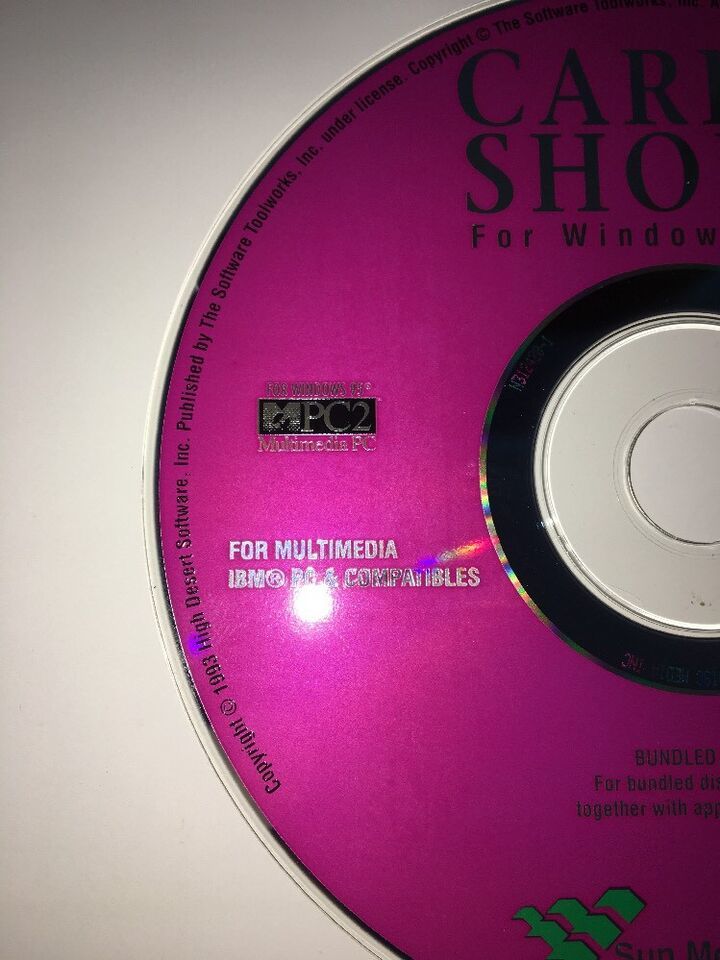 Copyright © 1993 High Desert Software, Inc. Published by The Software Toolworks, Inc. under license. Copyright © The Software Toolworks, Inc. A
CAR
SHO
For Window
FOR WINDOWS 95
MPC2
Multimedia PC
FOR MULTIMEDIA
IBM® PC & COMPATIBLES
BUNDLED
For bundled dis
together with app
Sun M